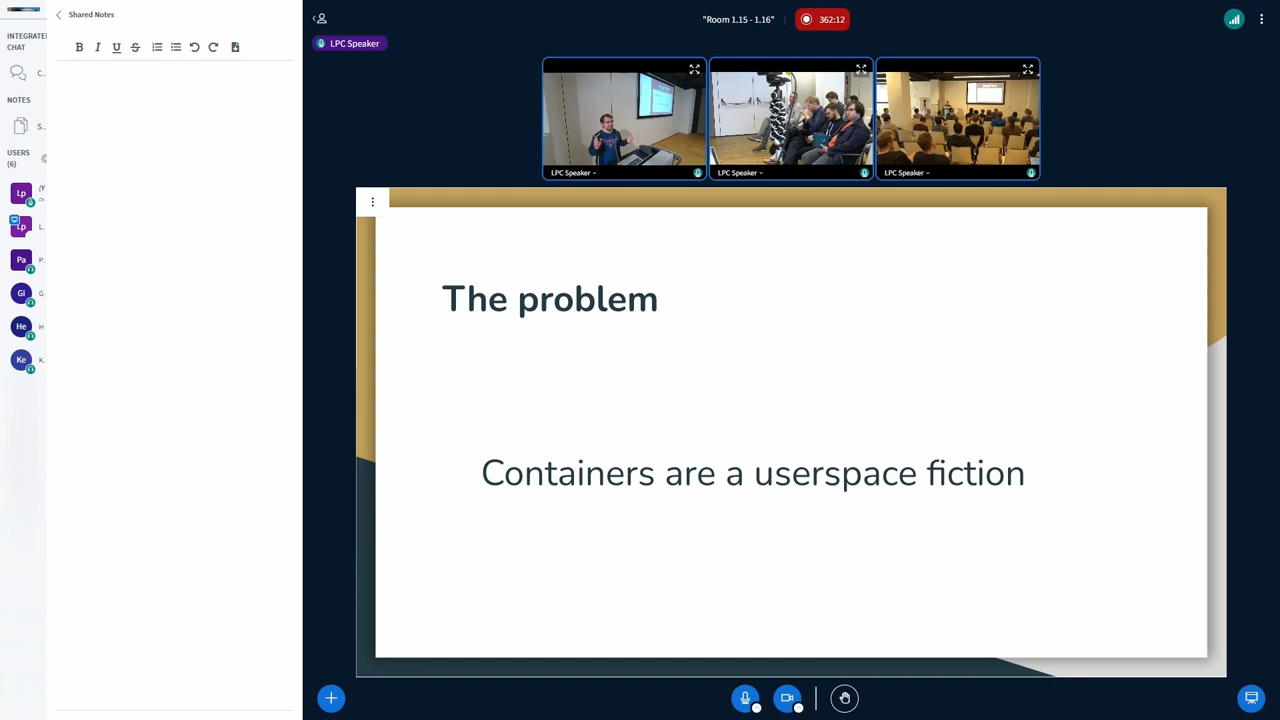 Shared Notes
INTEGRATE
CHAT
C..
NOTES
S..
USERS
(6)
Lp
Lp
L..
Pa
P..
Gi
G..
He
H
Ke
K..
"Room 1.15 - 1.16"
362:12
LPC Speaker
LPC Speaker
LPC Speaker
LPC Speaker
The problem
Containers are a userspace fiction